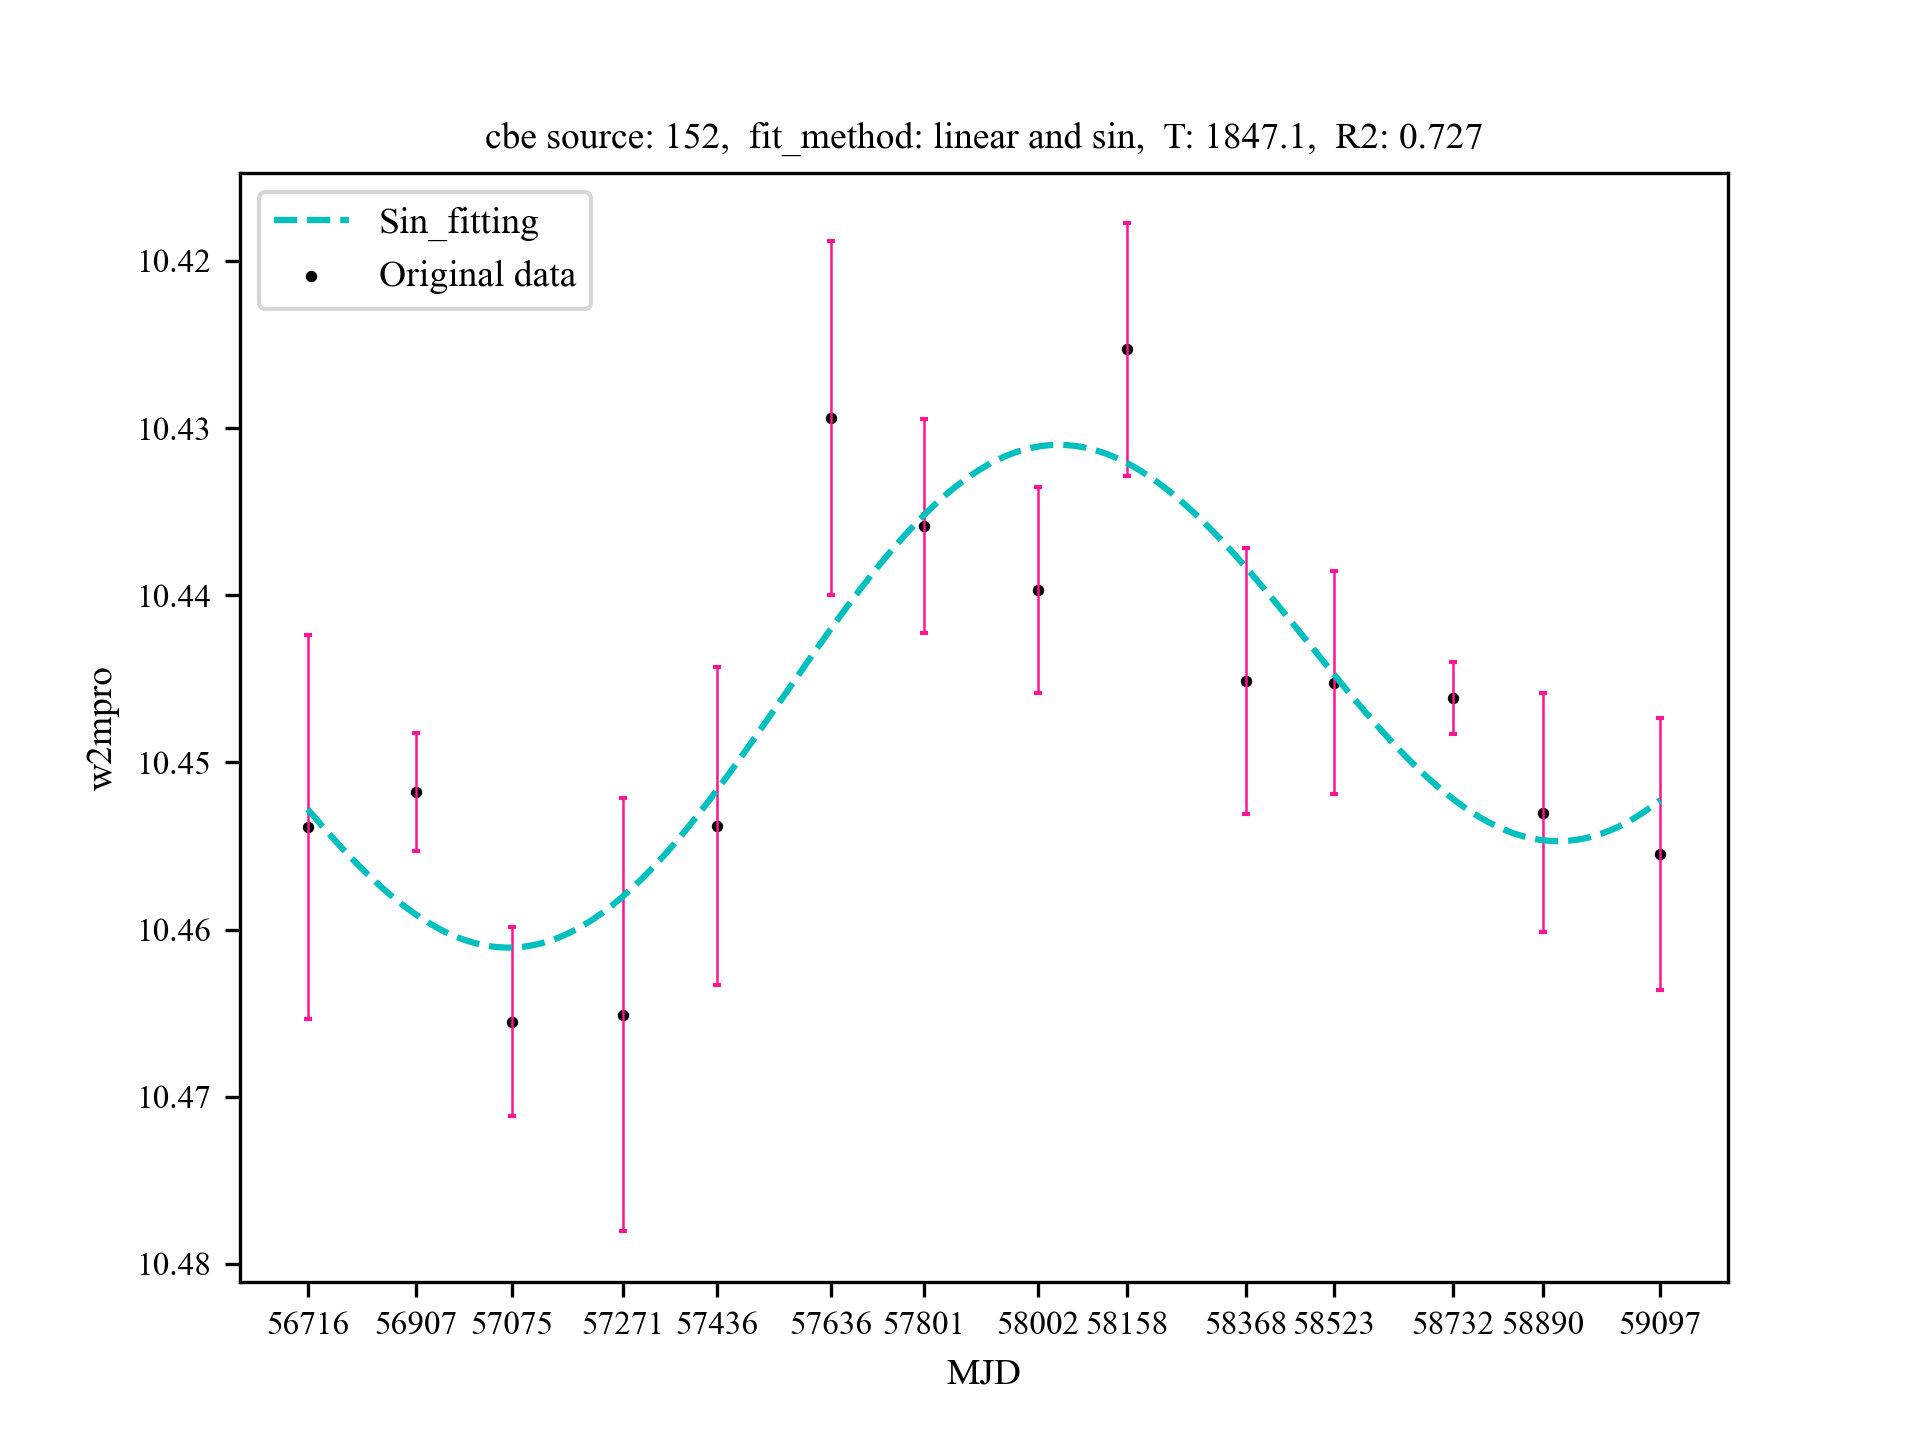 cbe source: 152,  fit_method: linear and sin,  T: 1847.1,  R2: 0.727
Sin_fitting
Original data
10.42
10.43
10.44
10.45
10.46
10.47
10.48
w2mpro
56716 56907 57075 57271 57436 57636 57801 58002 58158 58368 58523 58732 58890 59097
MJD